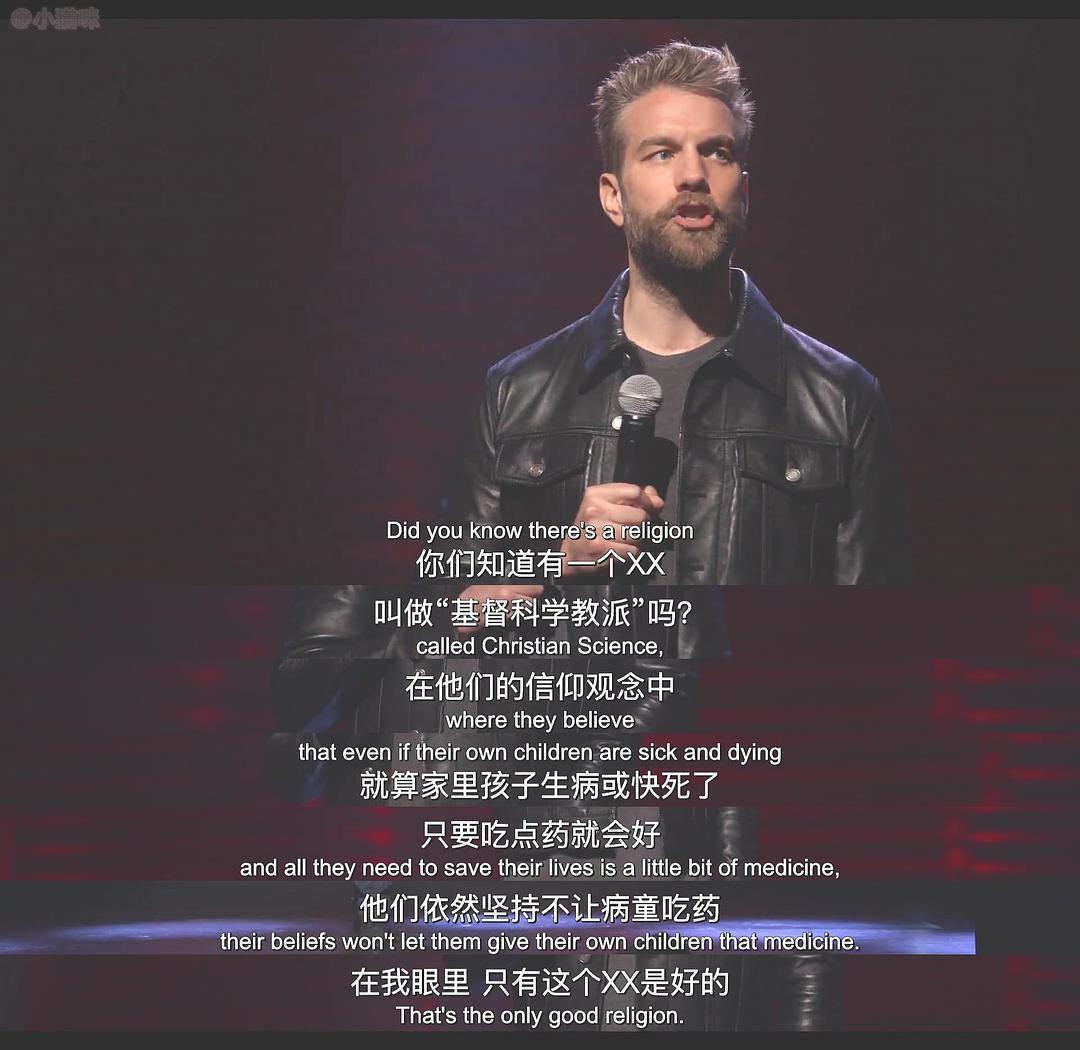 @小猫咪
Did you know there's a religion
你们知道有一个XX
叫做“基督科学教派”吗?
called Christian Science,
在他们的信仰观念中
where they believe
that even if their own children are sick and dying
就算家里孩子生病或快死了
只要吃点药就会好
and all they need to save their lives is a little bit of medicine,
他们依然坚持不让病童吃药
their beliefs won't let them give their own children that medicine.
在我眼里 只有这个XX是好的
That's the only good religion.